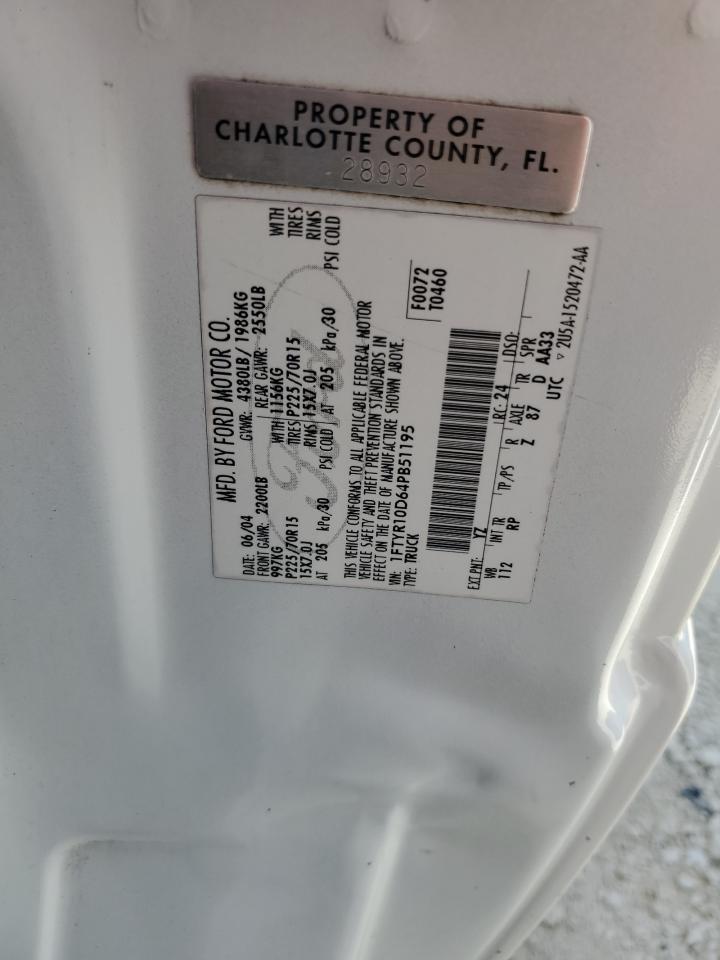 PROPERTY OF
CHARLOTTE COUNTY, FL.
28932
MFD. BY FORD MOTOR CO.
DATE: 06/04 GVWR: 4380LB/ 1986KG
FRONT GAWR: 2200LB REAR GAWR: 2550LB
997KG WITH 1156KG WITH
P225/70R15 TIRES P225/70R15 TIRES
15X7.0J RIMS 15X7.0J RIMS
AT 205 kPa/30 PSI COLD AT 205 kPa/30 PSI COLD
Ford
THIS VEHICLE CONFORMS TO ALL APPLICABLE FEDERAL MOTOR
VEHICLE SAFETY AND THEFT PREVENTION STANDARDS IN
EFFECT ON THE DATE OF MANUFACTURE SHOWN ABOVE.
VIN: 1FTYR10D64PB51195
TYPE: TRUCK
F0072
T0460
EXT PNT: YZ RC: 24 DSO:
WB INT TR TP/PS R AXLE TR SPR
112 RP Z 87 D AA33
UTC ▽ 2U5A-1520472-AA